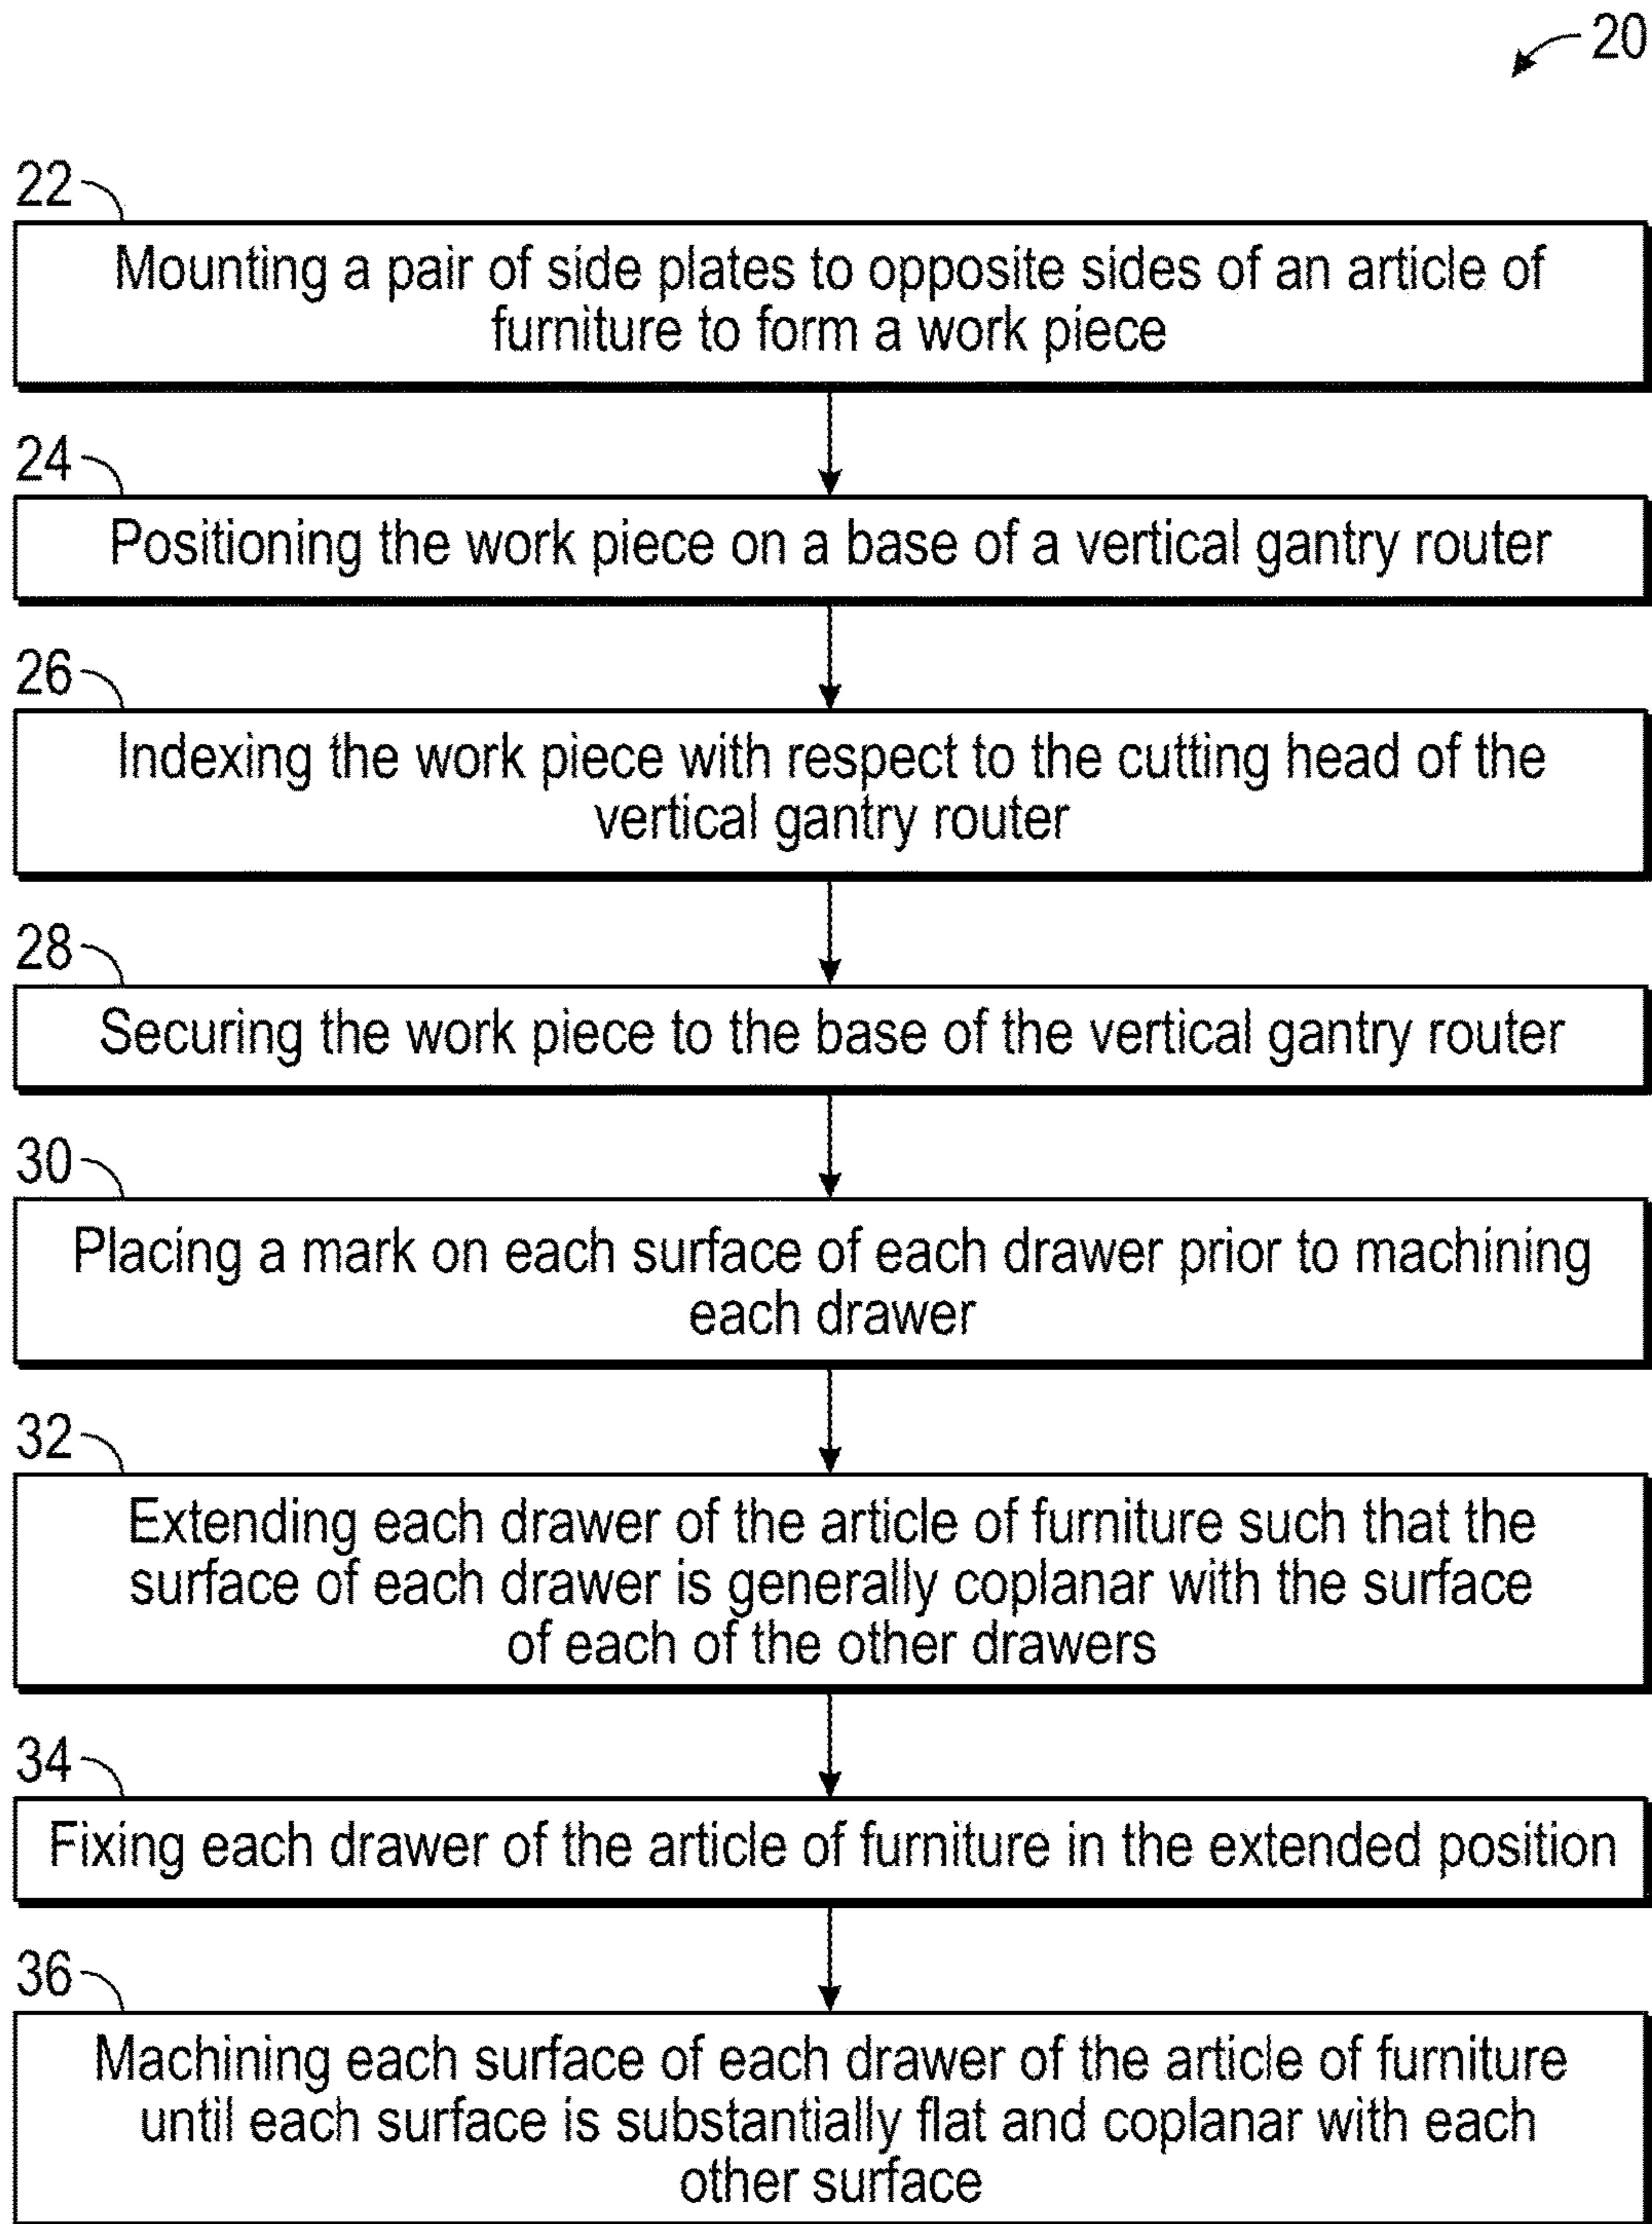 20
22
Mounting a pair of side plates to opposite sides of an article of
furniture to form a work piece
24
Positioning the work piece on a base of a vertical gantry router
26
Indexing the work piece with respect to the cutting head of the
vertical gantry router
28
Securing the work piece to the base of the vertical gantry router
30
Placing a mark on each surface of each drawer prior to machining
each drawer
32
Extending each drawer of the article of furniture such that the
surface of each drawer is generally coplanar with the surface
of each of the other drawers
34
Fixing each drawer of the article of furniture in the extended position
36
Machining each surface of each drawer of the article of furniture
until each surface is substantially flat and coplanar with each
other surface